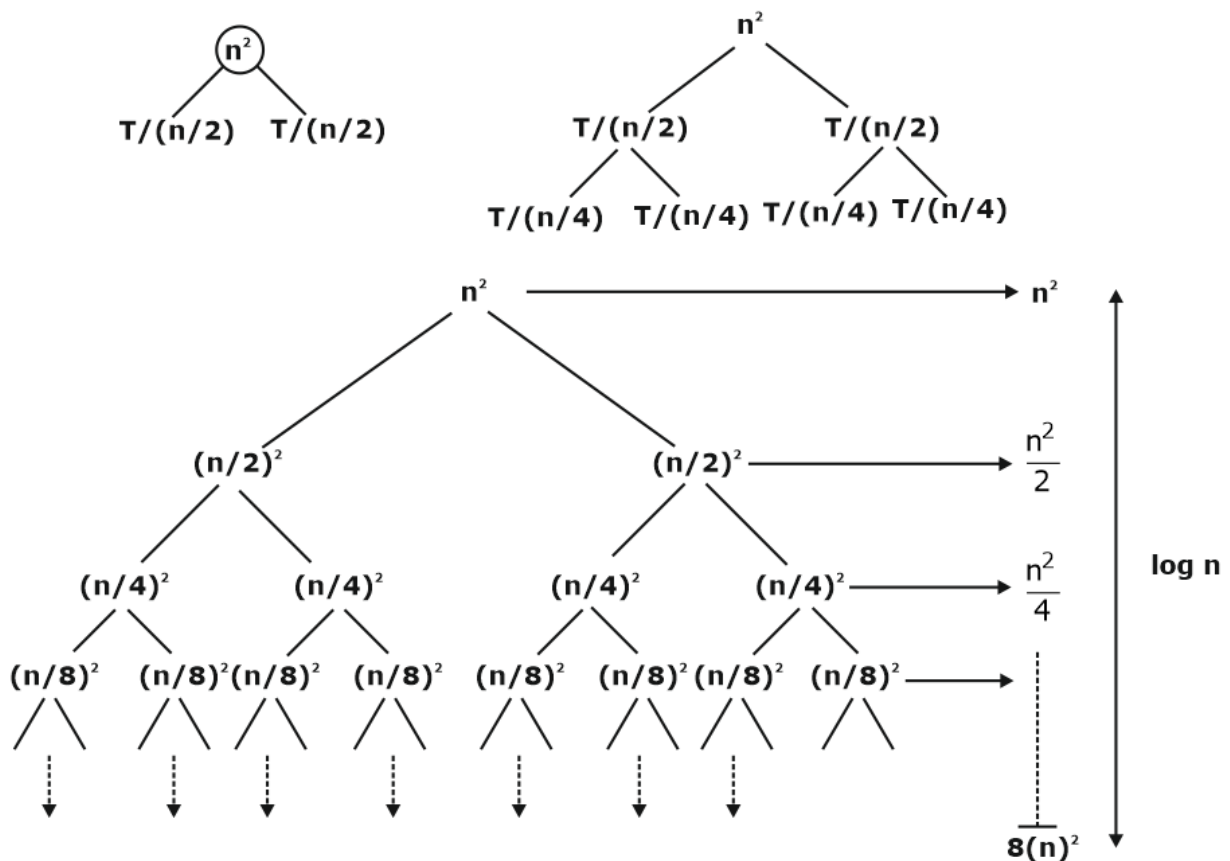 n²
n²
T/(n/2) T/(n/2)
T/(n/2) T/(n/2)
T/(n/4) T/(n/4) T/(n/4) T/(n/4)
n² n²
(n/2)² (n/2)² n²/2
(n/4)² (n/4)² (n/4)² (n/4)² n²/4
log n
(n/8)² (n/8)² (n/8)² (n/8)² (n/8)² (n/8)² (n/8)² (n/8)²
8(n)²